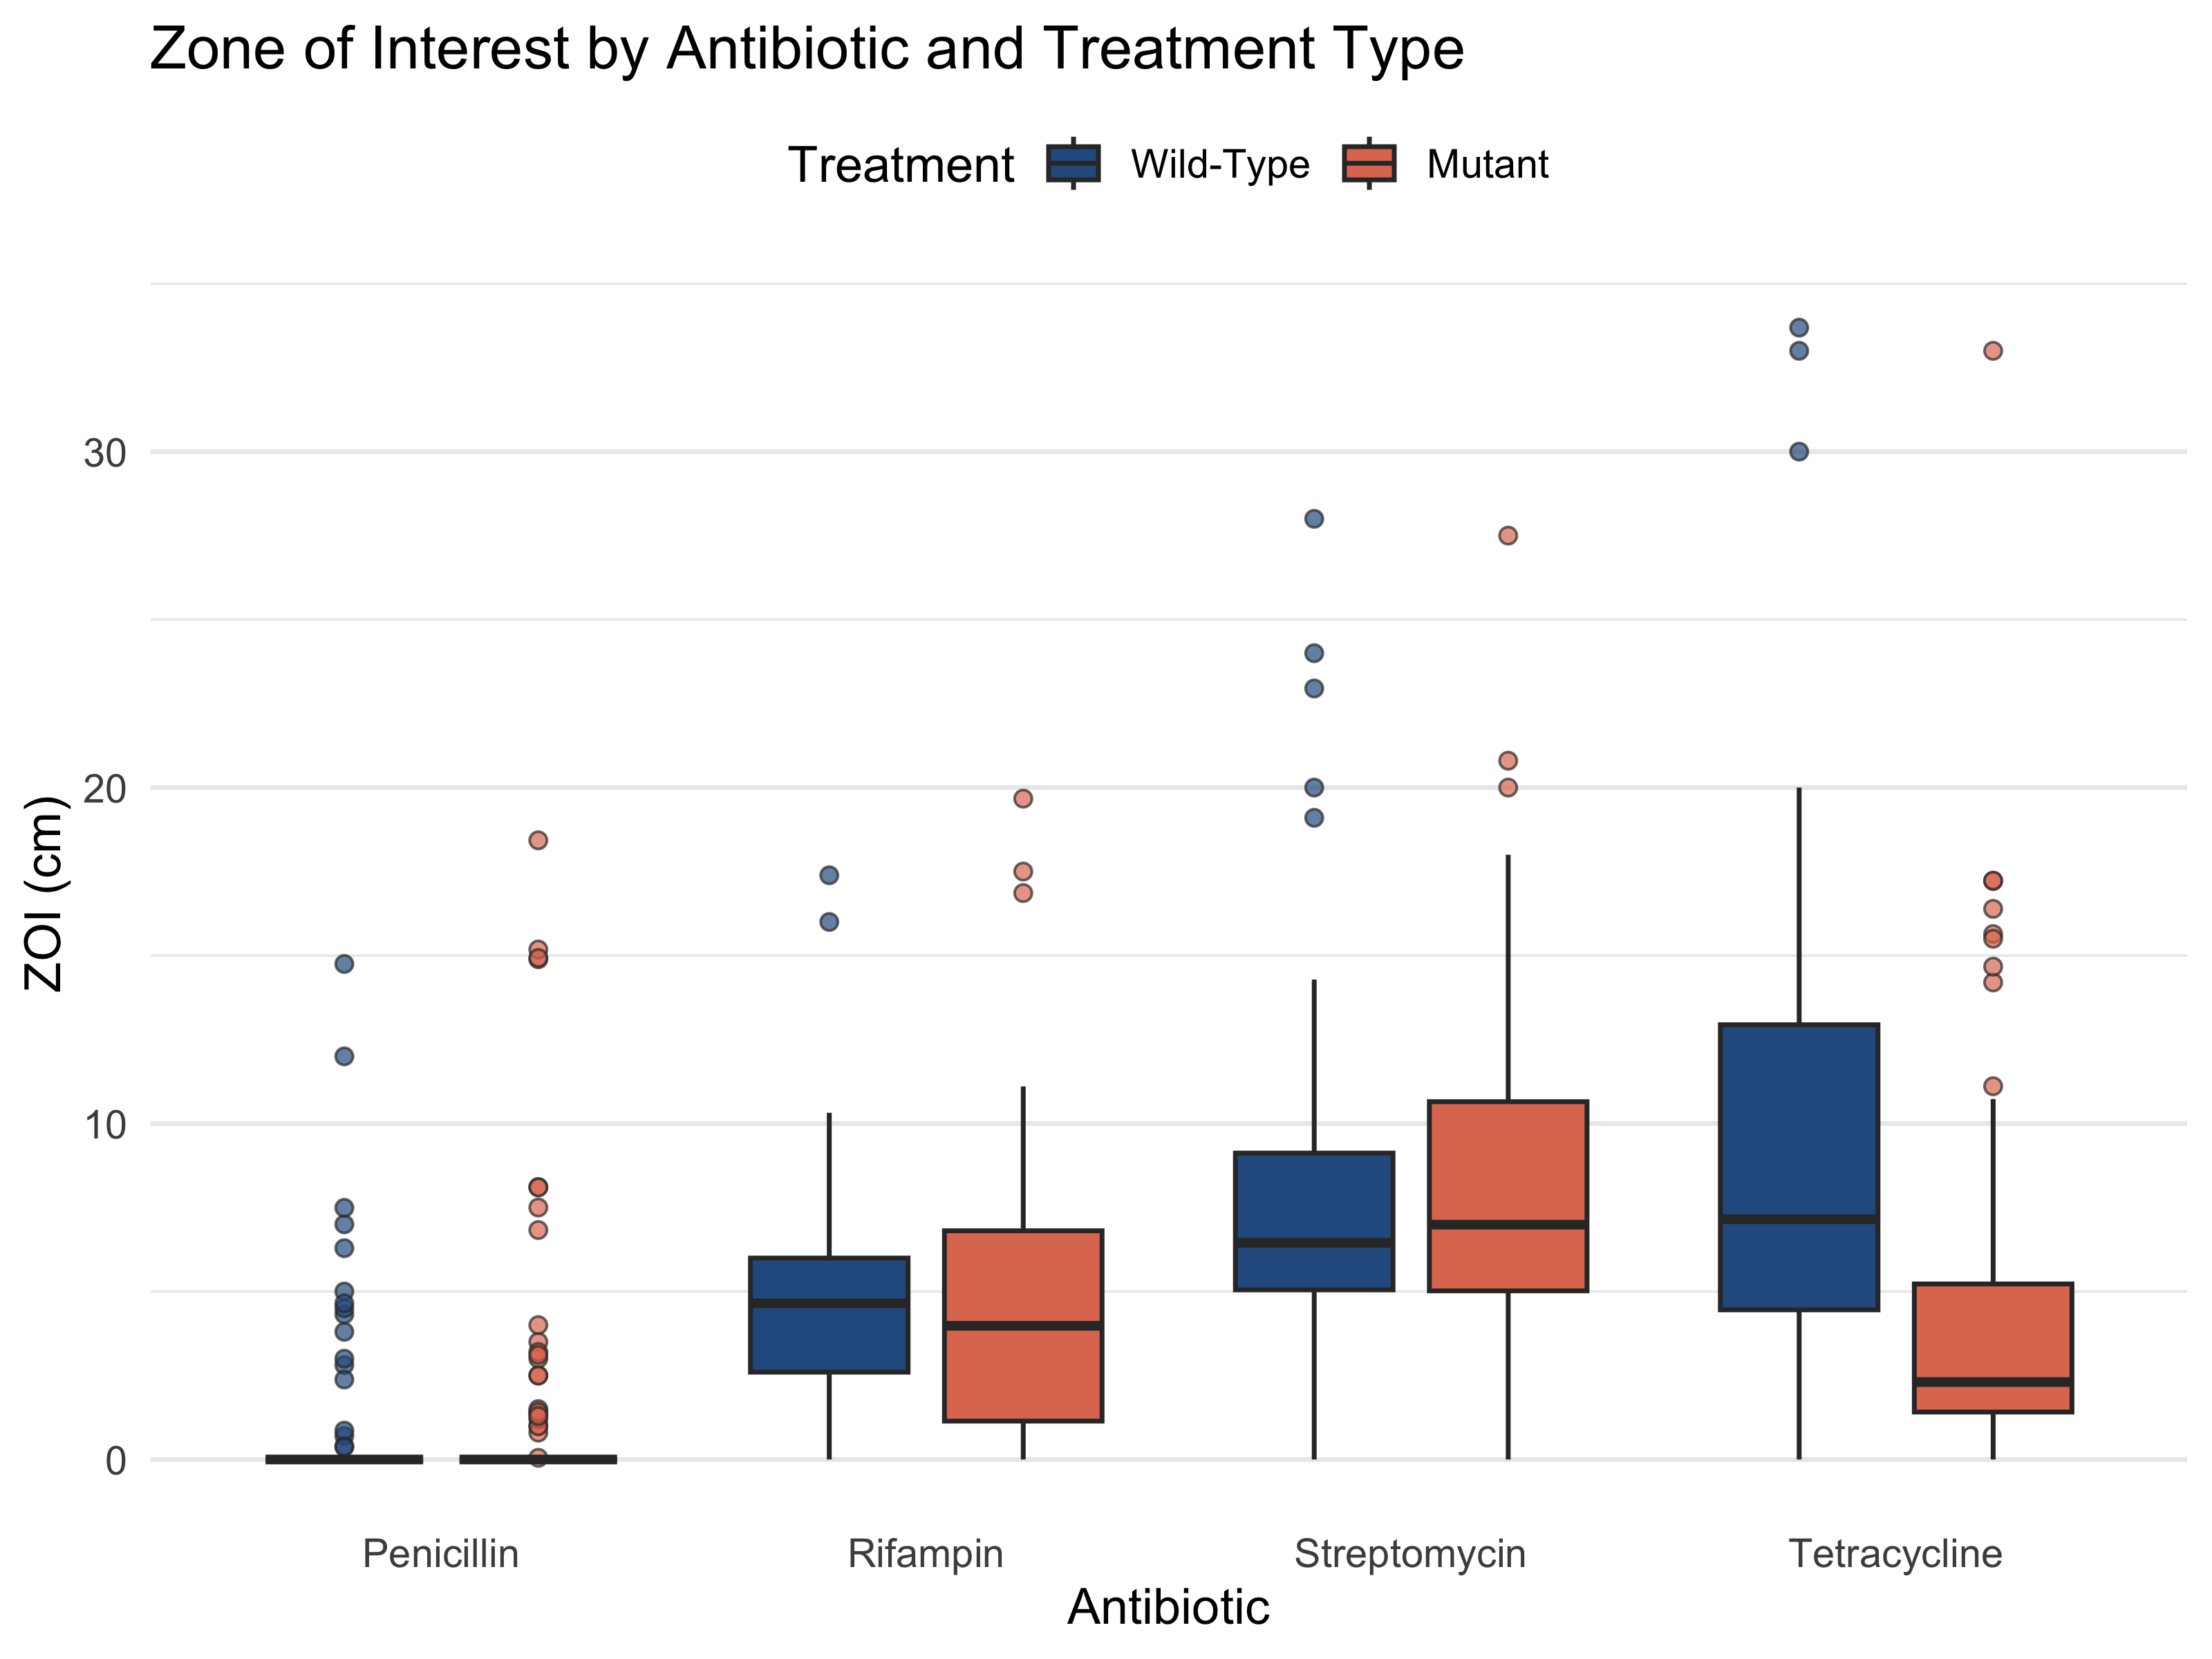 Zone of Interest by Antibiotic and Treatment Type
Treatment Wild-Type Mutant
ZOI (cm)
30
20
10
0
Penicillin Rifampin Streptomycin Tetracycline
Antibiotic